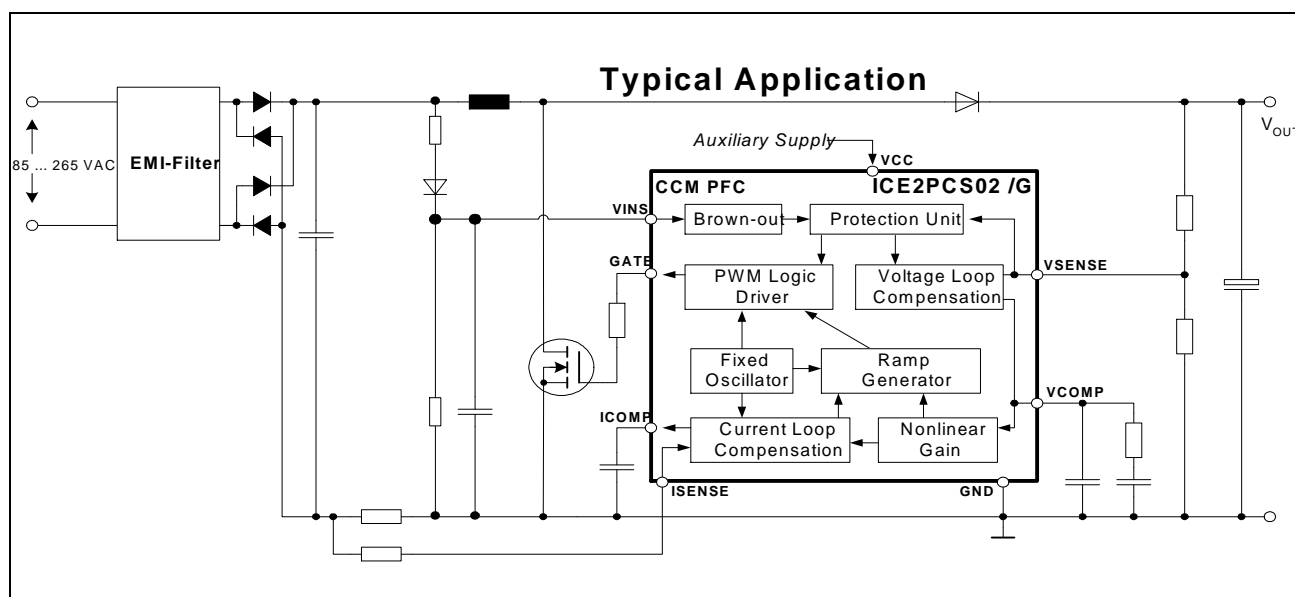 Typical Application
85 ... 265 VAC
EMI-Filter
VOUT
Auxiliary Supply
VCC
CCM PFC
ICE2PCS02 /G
VINS
Brown-out
Protection Unit
GATE
PWM Logic
Driver
Voltage Loop
Compensation
VSENSE
Fixed
Oscillator
Ramp
Generator
VCOMP
ICOMP
Current Loop
Compensation
Nonlinear
Gain
ISENSE
GND